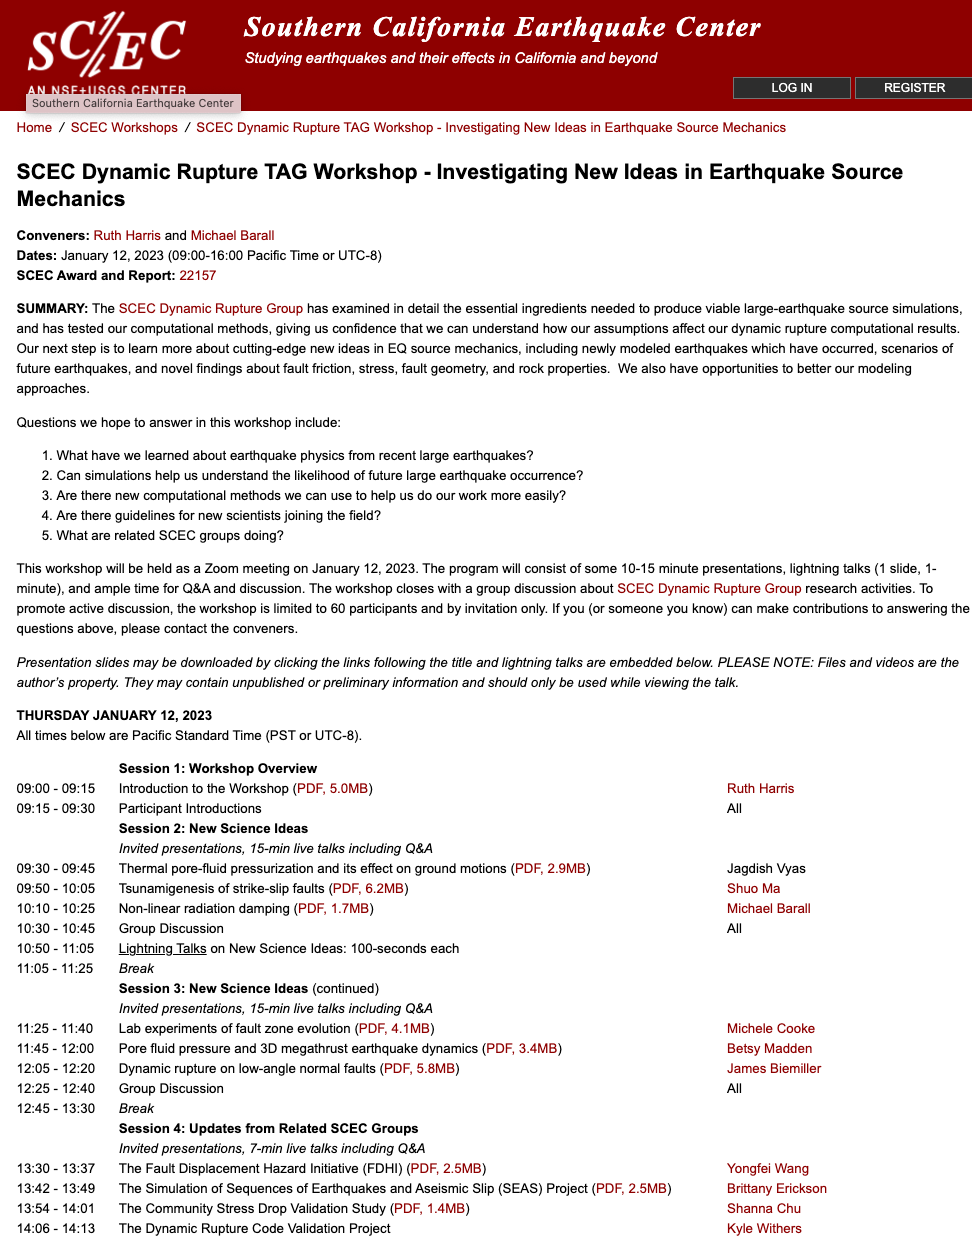 SC//EC
AN NSF+USGS CENTER
Southern California Earthquake Center
Studying earthquakes and their effects in California and beyond
LOG IN
REGISTER
Southern California Earthquake Center
Home / SCEC Workshops / SCEC Dynamic Rupture TAG Workshop - Investigating New Ideas in Earthquake Source Mechanics
SCEC Dynamic Rupture TAG Workshop - Investigating New Ideas in Earthquake Source
Mechanics
Conveners: Ruth Harris and Michael Barall
Dates: January 12, 2023 (09:00-16:00 Pacific Time or UTC-8)
SCEC Award and Report: 22157
SUMMARY: The SCEC Dynamic Rupture Group has examined in detail the essential ingredients needed to produce viable large-earthquake source simulations,
and has tested our computational methods, giving us confidence that we can understand how our assumptions affect our dynamic rupture computational results.
Our next step is to learn more about cutting-edge new ideas in EQ source mechanics, including newly modeled earthquakes which have occurred, scenarios of
future earthquakes, and novel findings about fault friction, stress, fault geometry, and rock properties.  We also have opportunities to better our modeling
approaches.
Questions we hope to answer in this workshop include:
1. What have we learned about earthquake physics from recent large earthquakes?
2. Can simulations help us understand the likelihood of future large earthquake occurrence?
3. Are there new computational methods we can use to help us do our work more easily?
4. Are there guidelines for new scientists joining the field?
5. What are related SCEC groups doing?
This workshop will be held as a Zoom meeting on January 12, 2023. The program will consist of some 10-15 minute presentations, lightning talks (1 slide, 1-
minute), and ample time for Q&A and discussion. The workshop closes with a group discussion about SCEC Dynamic Rupture Group research activities. To
promote active discussion, the workshop is limited to 60 participants and by invitation only. If you (or someone you know) can make contributions to answering the
questions above, please contact the conveners.
Presentation slides may be downloaded by clicking the links following the title and lightning talks are embedded below. PLEASE NOTE: Files and videos are the
author's property. They may contain unpublished or preliminary information and should only be used while viewing the talk.
THURSDAY JANUARY 12, 2023
All times below are Pacific Standard Time (PST or UTC-8).
Session 1: Workshop Overview
09:00 - 09:15 Introduction to the Workshop (PDF, 5.0MB) Ruth Harris
09:15 - 09:30 Participant Introductions All
Session 2: New Science Ideas
Invited presentations, 15-min live talks including Q&A
09:30 - 09:45 Thermal pore-fluid pressurization and its effect on ground motions (PDF, 2.9MB) Jagdish Vyas
09:50 - 10:05 Tsunamigenesis of strike-slip faults (PDF, 6.2MB) Shuo Ma
10:10 - 10:25 Non-linear radiation damping (PDF, 1.7MB) Michael Barall
10:30 - 10:45 Group Discussion All
10:50 - 11:05 Lightning Talks on New Science Ideas: 100-seconds each
11:05 - 11:25 Break
Session 3: New Science Ideas (continued)
Invited presentations, 15-min live talks including Q&A
11:25 - 11:40 Lab experiments of fault zone evolution (PDF, 4.1MB) Michele Cooke
11:45 - 12:00 Pore fluid pressure and 3D megathrust earthquake dynamics (PDF, 3.4MB) Betsy Madden
12:05 - 12:20 Dynamic rupture on low-angle normal faults (PDF, 5.8MB) James Biemiller
12:25 - 12:40 Group Discussion All
12:45 - 13:30 Break
Session 4: Updates from Related SCEC Groups
Invited presentations, 7-min live talks including Q&A
13:30 - 13:37 The Fault Displacement Hazard Initiative (FDHI) (PDF, 2.5MB) Yongfei Wang
13:42 - 13:49 The Simulation of Sequences of Earthquakes and Aseismic Slip (SEAS) Project (PDF, 2.5MB) Brittany Erickson
13:54 - 14:01 The Community Stress Drop Validation Study (PDF, 1.4MB) Shanna Chu
14:06 - 14:13 The Dynamic Rupture Code Validation Project Kyle Withers